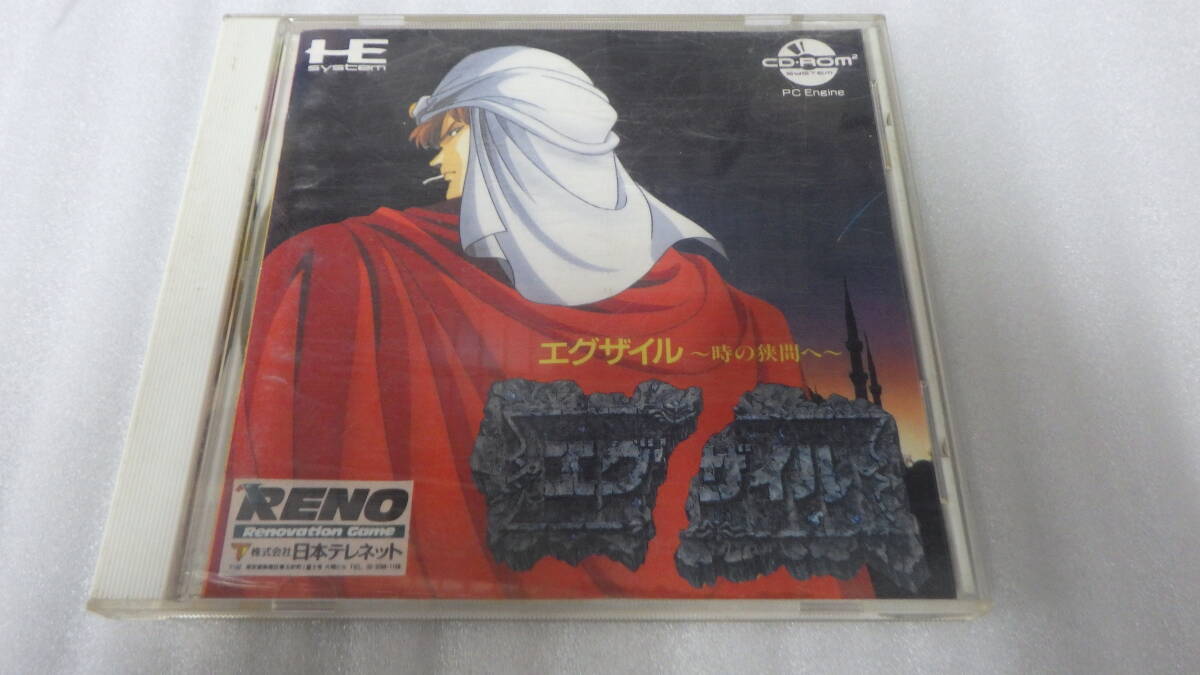 HE
system
CD-ROM²
SYSTEM
PC Engine
エグザイル ～時の狭間へ～
エグザイル
RENO
Renovation Game
株式会社 日本テレネット